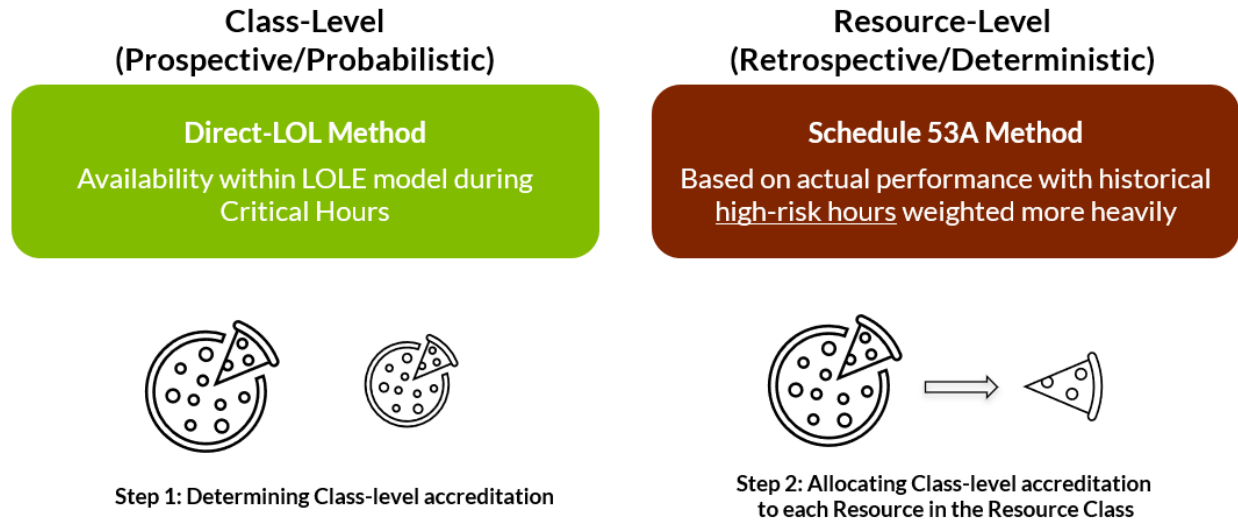 Class-Level
(Prospective/Probabilistic)
Direct-LOL Method
Availability within LOLE model during
Critical Hours
Step 1: Determining Class-level accreditation
Resource-Level
(Retrospective/Deterministic)
Schedule 53A Method
Based on actual performance with historical
high-risk hours weighted more heavily
Step 2: Allocating Class-level accreditation
to each Resource in the Resource Class